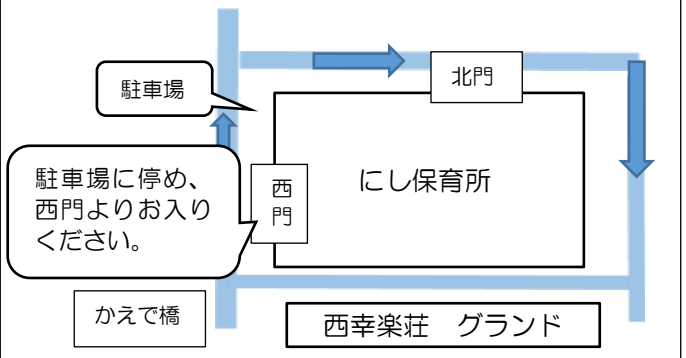 北門
駐車場
駐車場に停め、
西門よりお入り
ください。
西
門
にし保育所
かえで橋
西幸楽荘　グランド